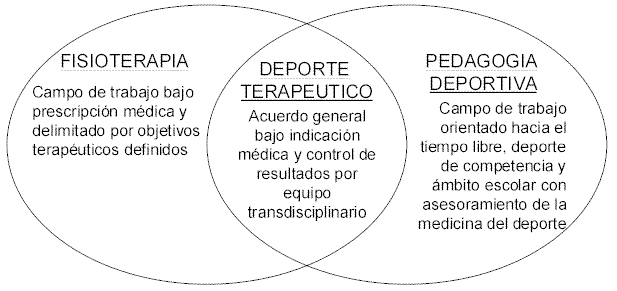 FISIOTERAPIA
Campo de trabajo bajo
prescripción médica y
delimitado por objetivos
terapéuticos definidos
DEPORTE
TERAPEUTICO
Acuerdo general
bajo indicación
médica y control de
resultados por
equipo
transdisciplinario
PEDAGOGIA
DEPORTIVA
Campo de trabajo
orientado hacia el
tiempo libre, deporte
de competencia y
ámbito escolar con
asesoramiento de la
medicina del deporte